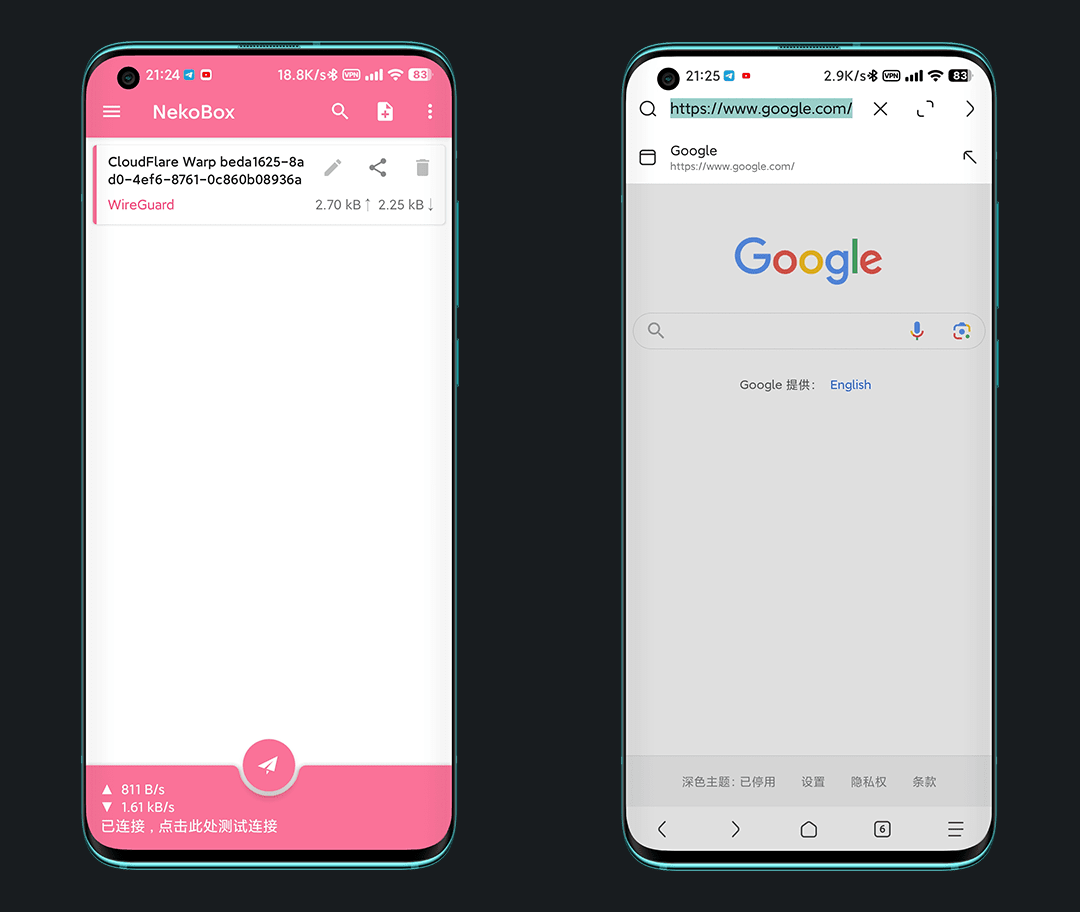 21:24
18.8K/s
VPN
83
NekoBox
CloudFlare Warp beda1625-8a
d0-4ef6-8761-0c860b08936a
WireGuard
2.70 kB↑ 2.25 kB↓
▲ 811 B/s
▼ 1.61 kB/s
已连接，点击此处测试连接
21:25
2.9K/s
VPN
83
https://www.google.com/
Google
https://www.google.com/
Google
Google 提供： English
深色主题：已停用 设置 隐私权 条款
6